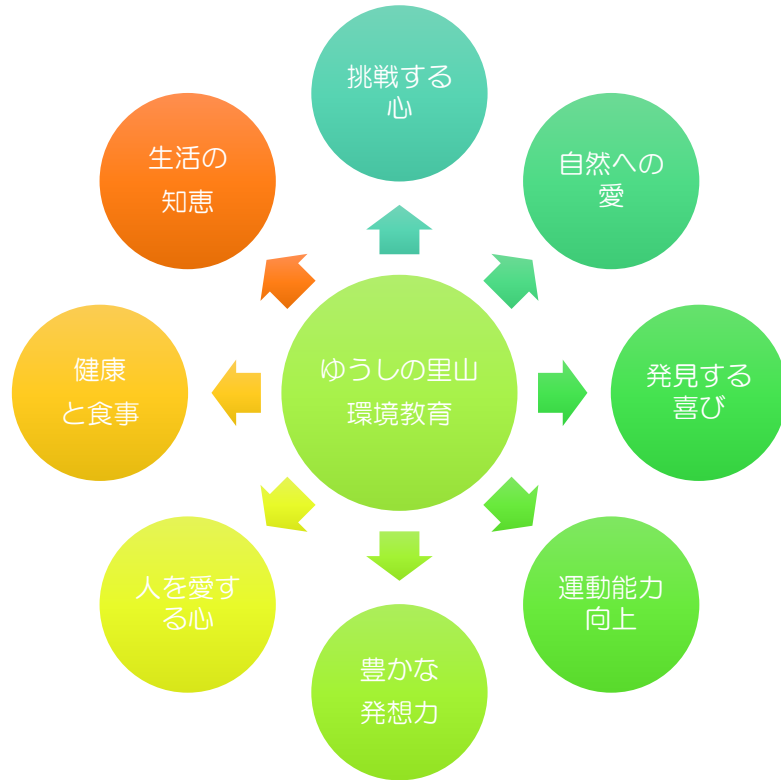 挑戦する
心
自然への
愛
発見する
喜び
運動能力
向上
豊かな
発想力
人を愛す
る心
健康
と食事
生活の
知恵
ゆうしの里山
環境教育